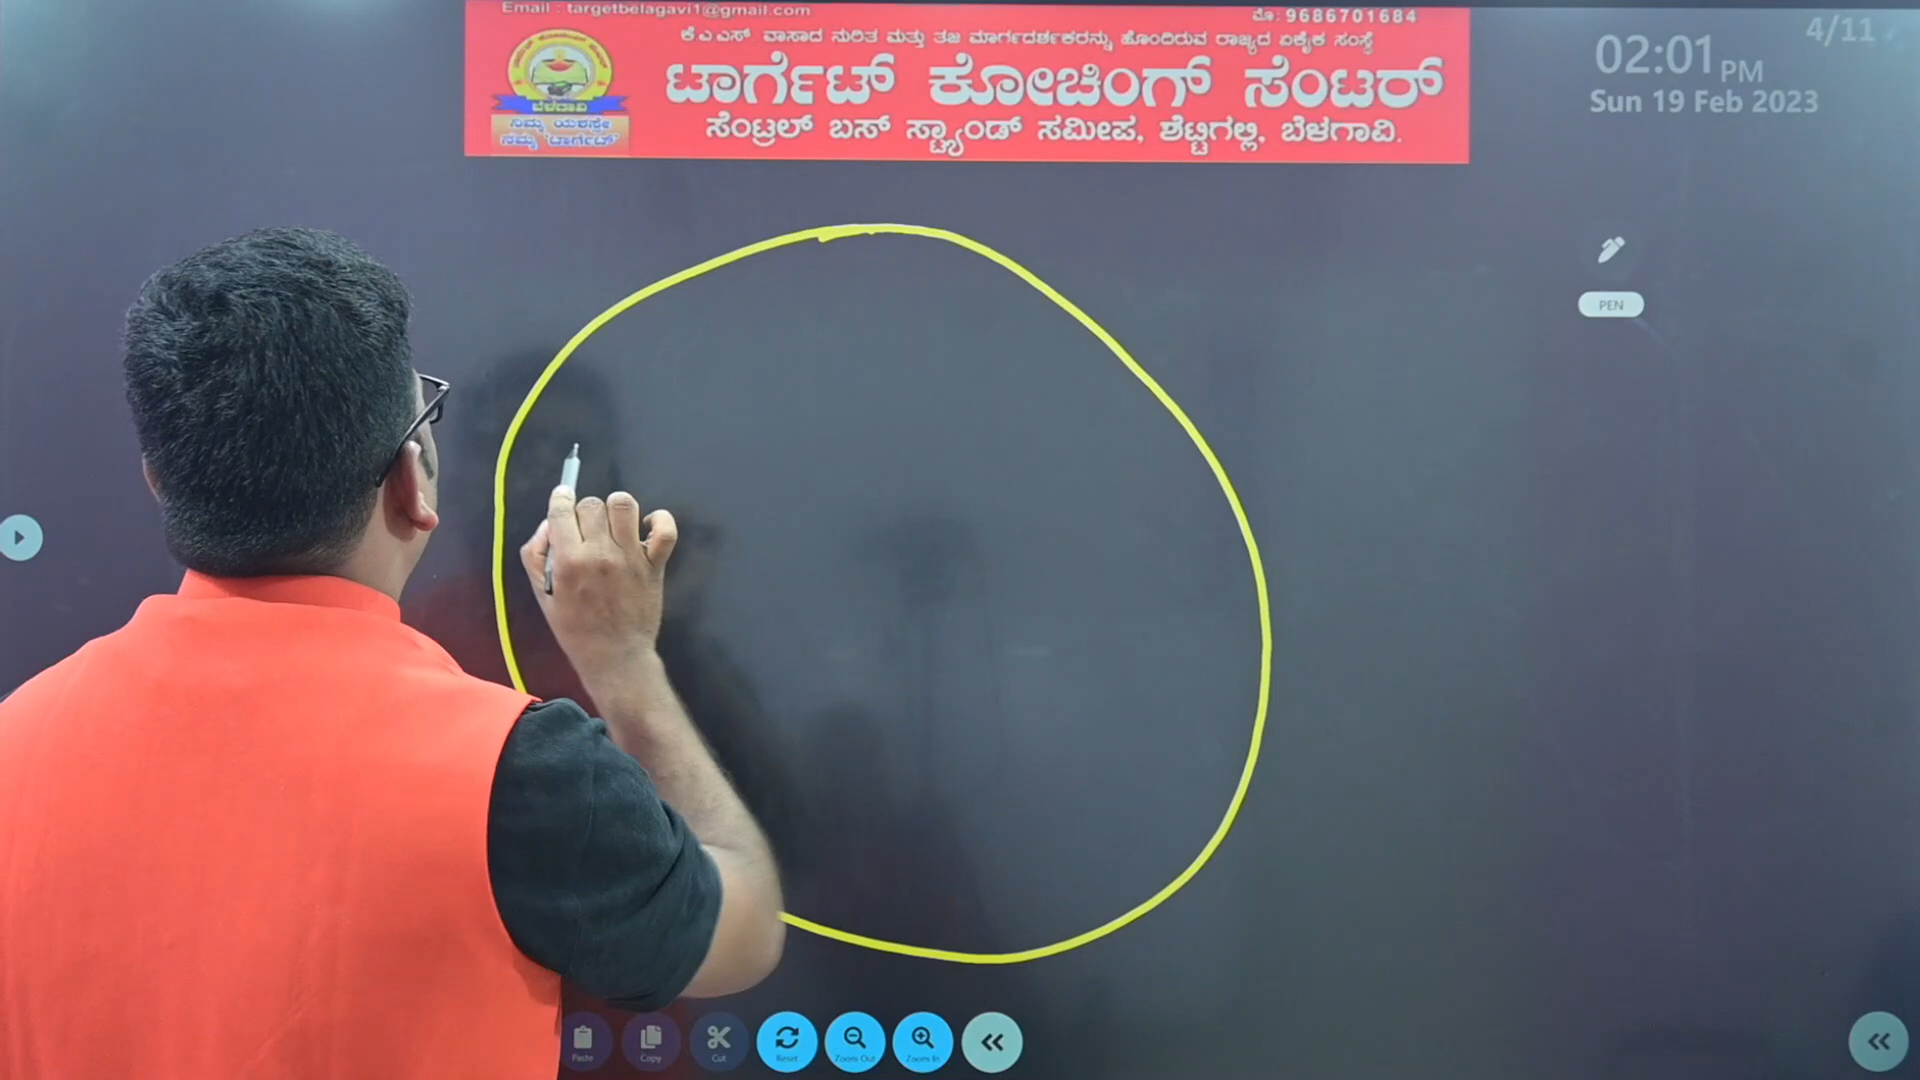 Email : targetbelagavi1@gmail.com
ಮೊ: 9686701684
ಕೆ ಎ ಎಸ್. ವಾಸಾದ ನುರಿತ ಮತ್ತು ತಜ್ಞ ಮಾರ್ಗದರ್ಶಕರನ್ನು ಹೊಂದಿರುವ ರಾಜ್ಯದ ಏಕೈಕ ಸಂಸ್ಥೆ
ಟಾರ್ಗೆಟ್ ಕೋಚಿಂಗ್ ಸೆಂಟರ್
ಸೆಂಟ್ರಲ್ ಬಸ್ ಸ್ಟ್ಯಾಂಡ್ ಸಮೀಪ, ಶೆಟ್ಟಿಗಲ್ಲಿ, ಬೆಳಗಾವಿ.
ಬೆಳಗಾವಿ
ನಿಮ್ಮ ಯಶಸ್ಸೇ
ನಮ್ಮ 'ಟಾರ್ಗೆಟ್'
4/11
02:01 PM
Sun 19 Feb 2023
PEN
Paste
Copy
Cut
Reset
Zoom Out
Zoom In